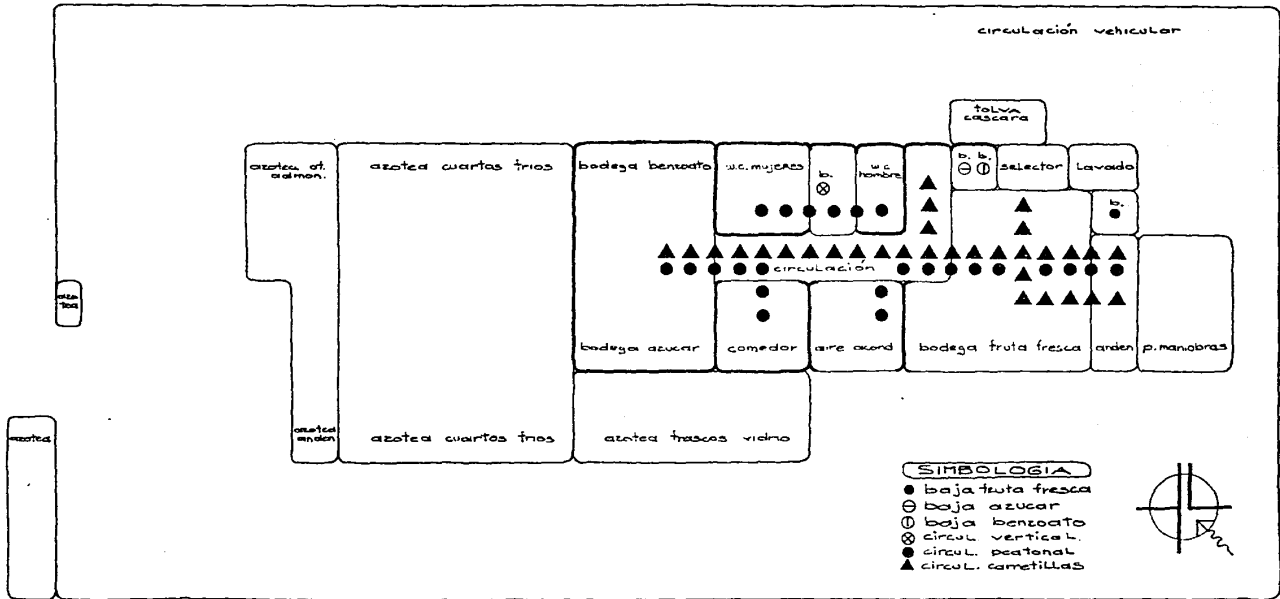 circulación vehicular
tolva
cascara
azotea of.
admon.
azotea cuartos frios
bodega benzoato
w.c. mujeres
b.
w.c.
hombre
b. b.
selector
lavado
b.
azo
tea
circulación
bodega azucar
comedor
aire acond
bodega fruta fresca
anden
p. maniobras
azotea
azotea
anden
azotea cuartos frios
azotea frascos vidrio
SIMBOLOGIA
baja fruta fresca
baja azucar
baja benzoato
circul. vertical.
circul. peatonal
circul. carretillas